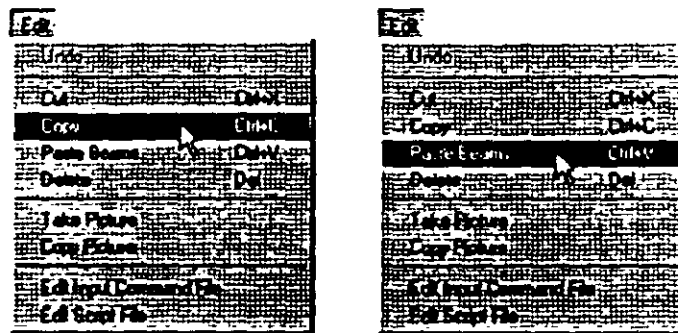 Edit
Undo
Cut Ctrl+X
Copy Ctrl+C
Paste Beams Ctrl+V
Delete Del
Take Picture
Copy Picture
Edit Input Command File
Edit Script File
Edit
Undo
Cut Ctrl+X
Copy Ctrl+C
Paste Beams Ctrl+V
Delete Del
Take Picture
Copy Picture
Edit Input Command File
Edit Script File